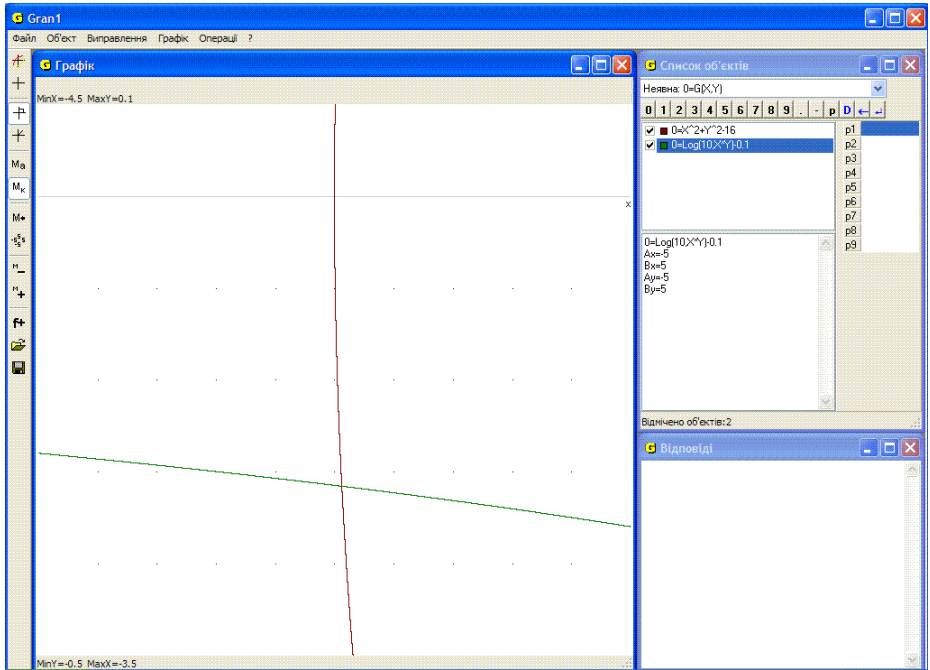 Gran1
Файл Об'єкт Виправлення Графік Операції ?
Графік
MinX=-4.5 MaxY=0.1
x
MinY=-0.5 MaxX=-3.5
Ma
Mк
M+
M
M
f+
Список об'єктів
Неявна: 0=G(X,Y)
0 1 2 3 4 5 6 7 8 9 . - p D ← ↵
0=X^2+Y^2-16
0=Log(10,X*Y)-0.1
p1
p2
p3
p4
p5
p6
p7
p8
p9
0=Log(10,X*Y)-0.1
Ax=-5
Bx=5
Ay=-5
By=5
Відмічено об'єктів:2
Відповіді